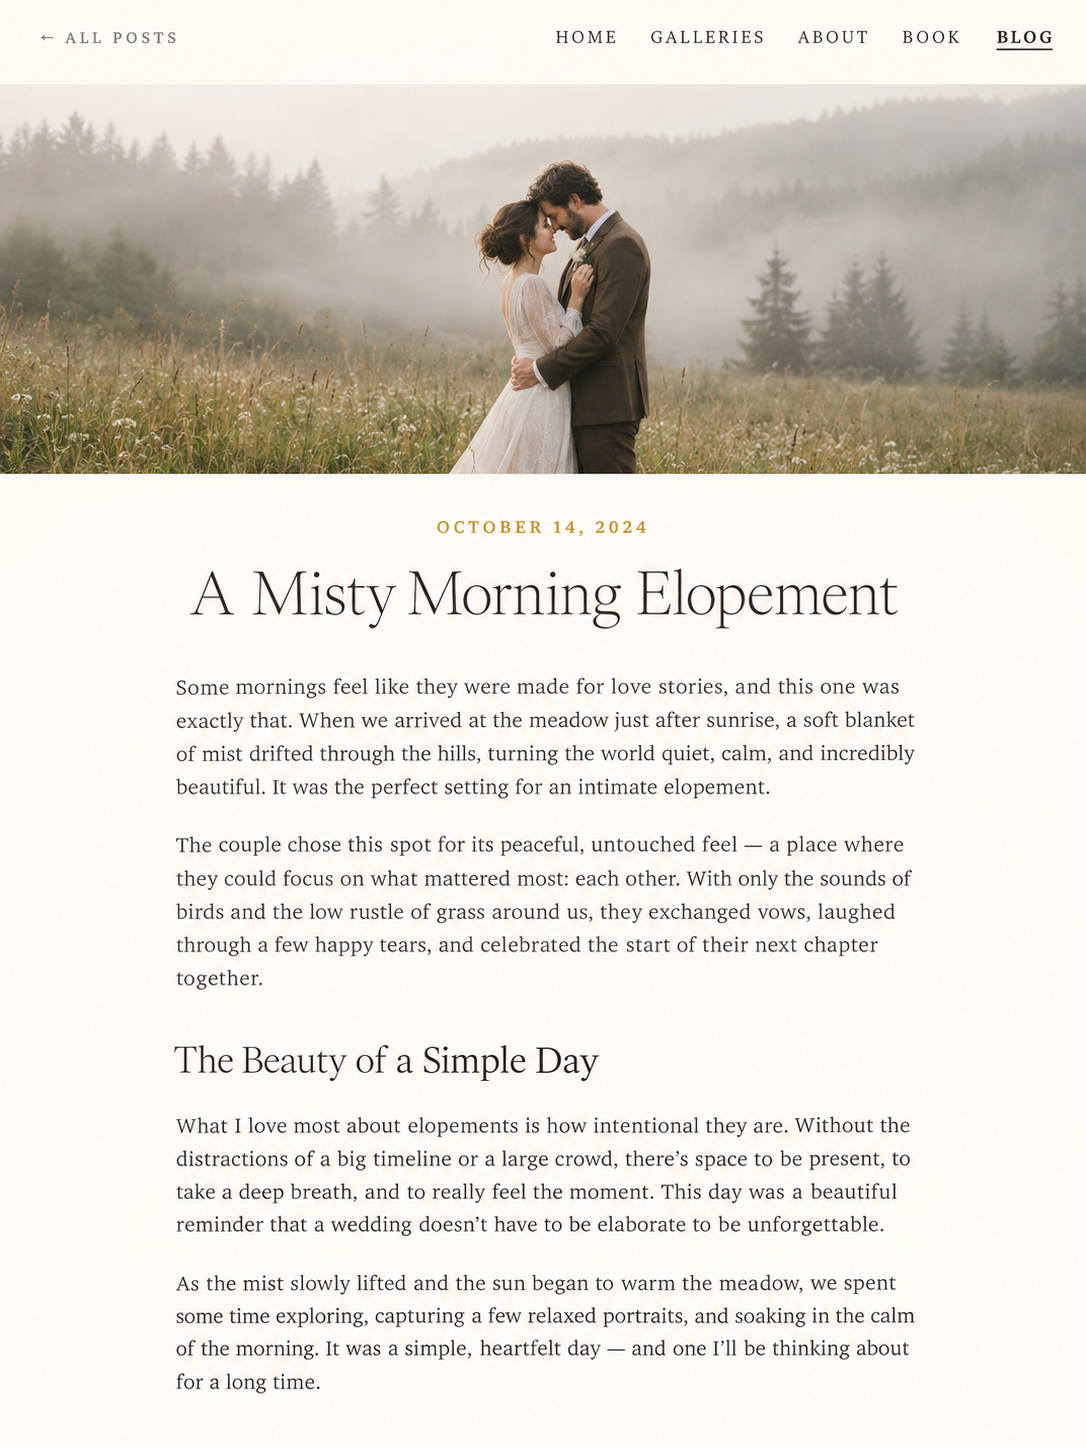 ← ALL POSTS
HOME GALLERIES ABOUT BOOK BLOG
OCTOBER 14, 2024
A Misty Morning Elopement
Some mornings feel like they were made for love stories, and this one was
exactly that. When we arrived at the meadow just after sunrise, a soft blanket
of mist drifted through the hills, turning the world quiet, calm, and incredibly
beautiful. It was the perfect setting for an intimate elopement.
The couple chose this spot for its peaceful, untouched feel — a place where
they could focus on what mattered most: each other. With only the sounds of
birds and the low rustle of grass around us, they exchanged vows, laughed
through a few happy tears, and celebrated the start of their next chapter
together.
The Beauty of a Simple Day
What I love most about elopements is how intentional they are. Without the
distractions of a big timeline or a large crowd, there’s space to be present, to
take a deep breath, and to really feel the moment. This day was a beautiful
reminder that a wedding doesn’t have to be elaborate to be unforgettable.
As the mist slowly lifted and the sun began to warm the meadow, we spent
some time exploring, capturing a few relaxed portraits, and soaking in the calm
of the morning. It was a simple, heartfelt day — and one I’ll be thinking about
for a long time.